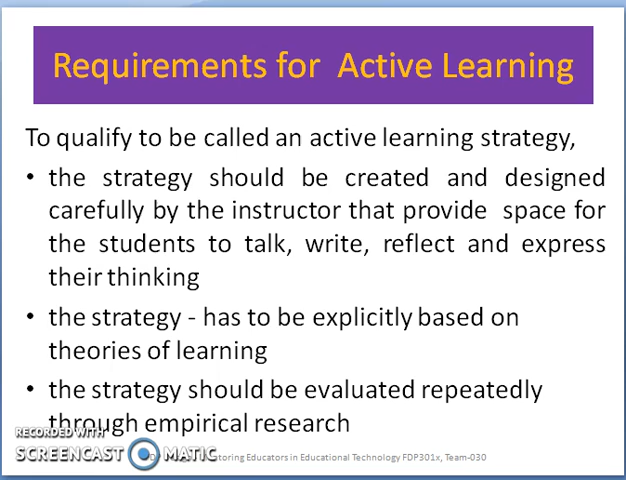 Requirements for Active Learning
To qualify to be called an active learning strategy,
• the strategy should be created and designed
carefully by the instructor that provide space for
the students to talk, write, reflect and express
their thinking
• the strategy - has to be explicitly based on
theories of learning
• the strategy should be evaluated repeatedly
through empirical research
RECORDED WITH
SCREENCAST MATIC
Educators in Educational Technology FDP301x, Team-030